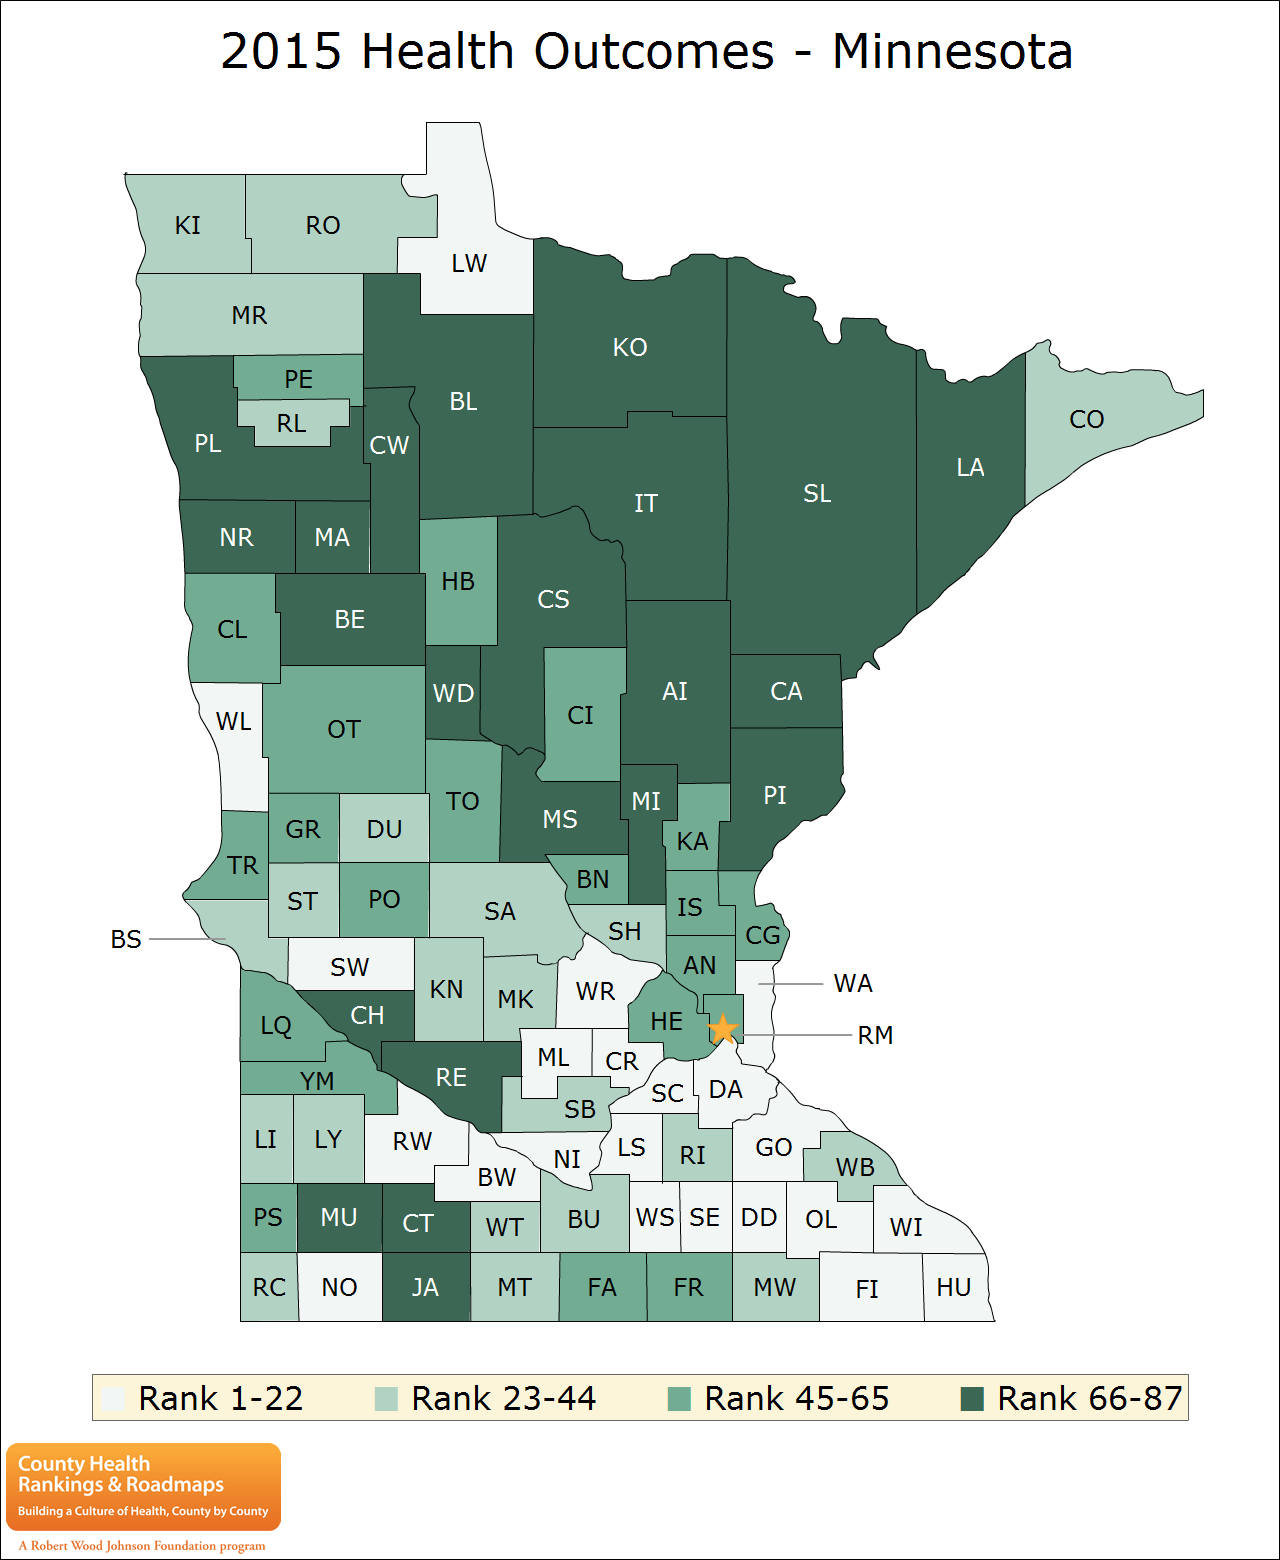 2015 Health Outcomes - Minnesota
KI
RO
LW
MR
KO
PE
BL
RL
CO
PL
CW
LA
SL
IT
NR
MA
HB
CS
CL
BE
WD
AI
CA
WL
CI
OT
PI
TO
MI
MS
GR
DU
KA
TR
BN
ST
PO
IS
SA
SH
BS
CG
SW
AN
WA
KN
WR
MK
CH
HE
LQ
RM
ML
CR
RE
YM
DA
SC
SB
LI
LY
RW
LS
GO
RI
NI
WB
BW
PS
MU
CT
WT
BU
WS
SE
DD
OL
WI
RC
NO
JA
MT
FA
FR
MW
FI
HU
Rank 1-22 Rank 23-44 Rank 45-65 Rank 66-87
County Health
Rankings & Roadmaps
Building a Culture of Health, County by County
A Robert Wood Johnson Foundation program